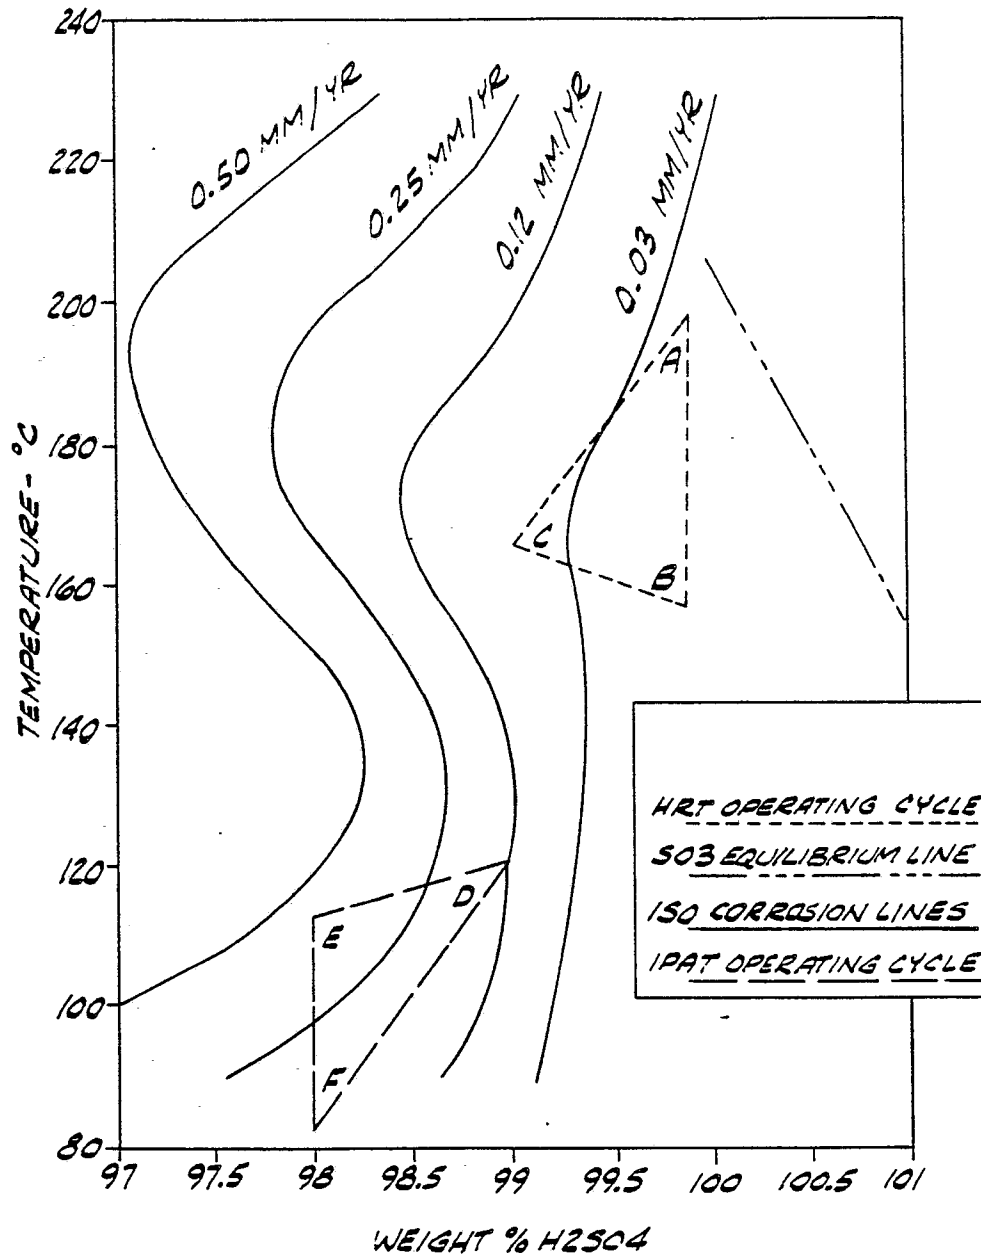 240
220
200
180
160
140
120
100
80
TEMPERATURE - °C
0.50 MM/YR
0.25 MM/YR
0.12 MM/YR
0.03 MM/YR
A
B
C
D
E
F
HRT OPERATING CYCLE
SO3 EQUILIBRIUM LINE
ISO CORROSION LINES
IPAT OPERATING CYCLE
97 97.5 98 98.5 99 99.5 100 100.5 101
WEIGHT % H2SO4